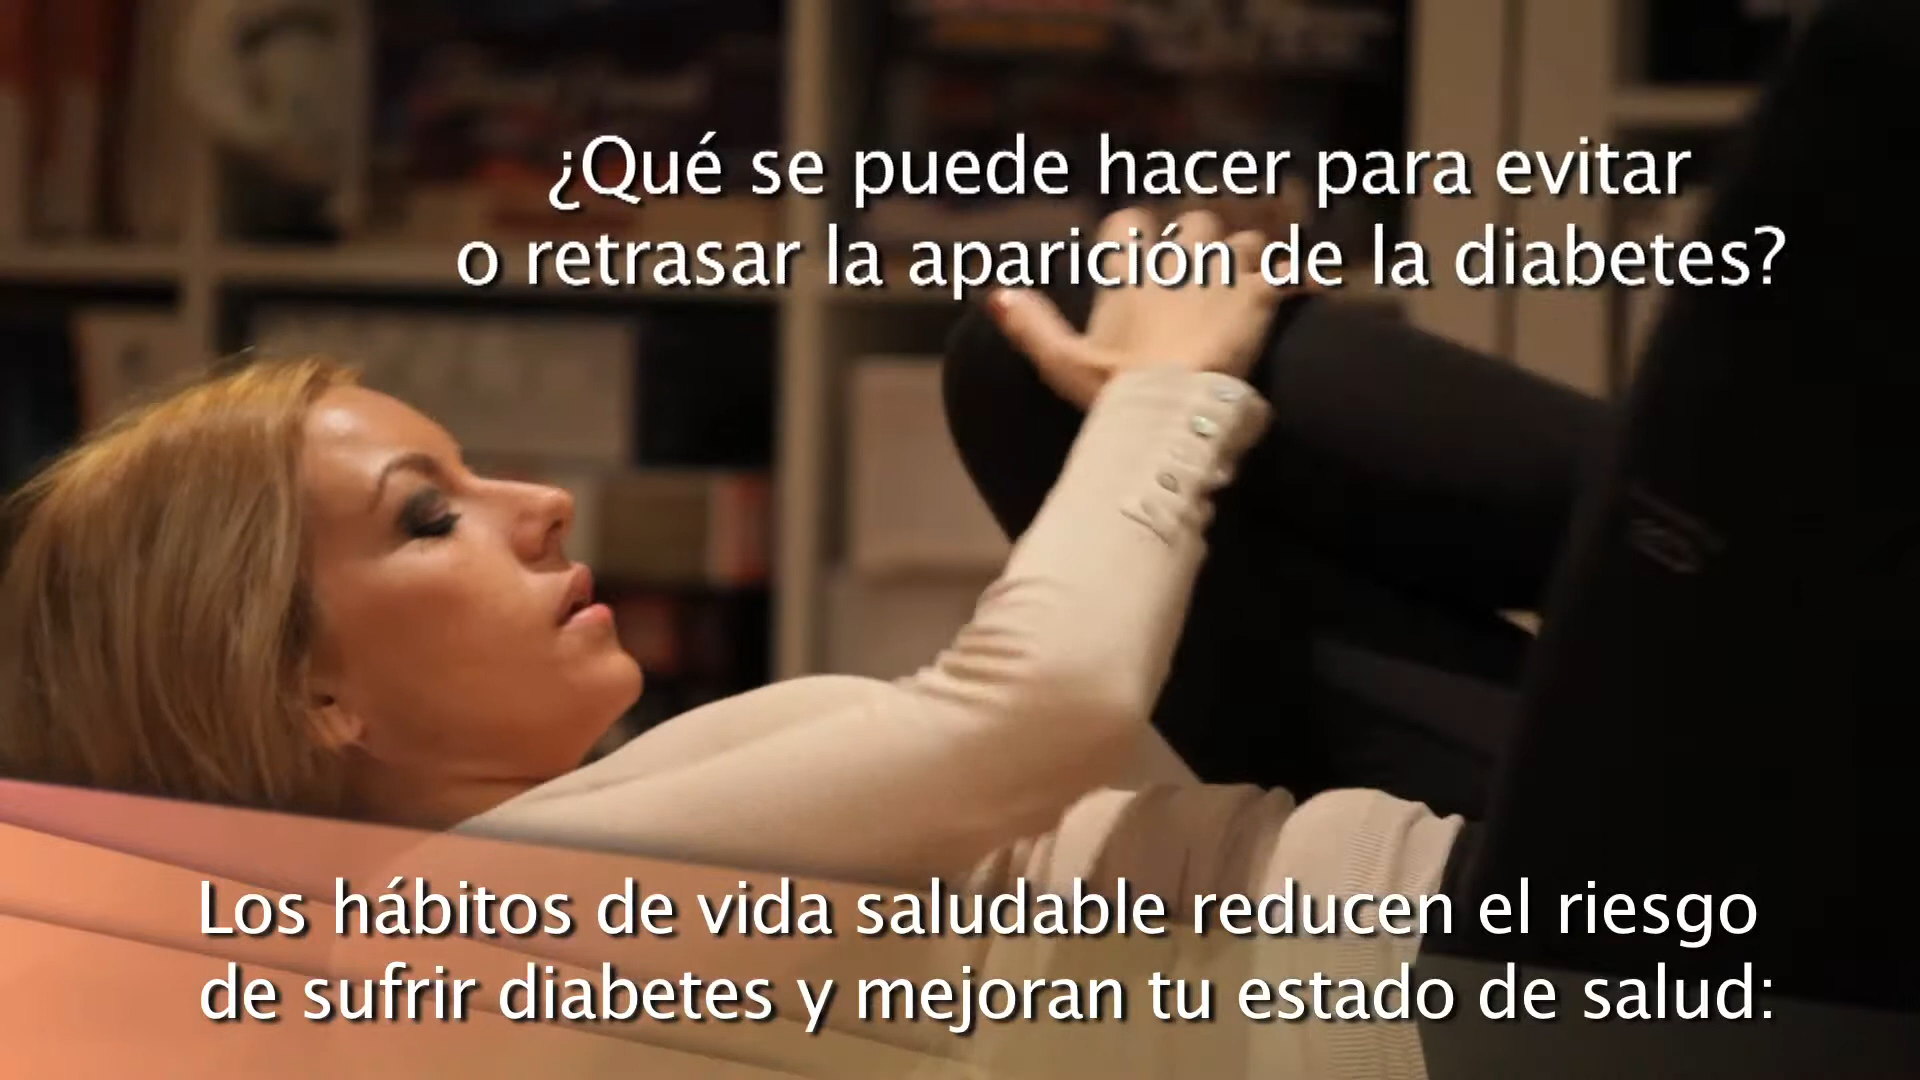 ¿Qué se puede hacer para evitar
o retrasar la aparición de la diabetes?
Los hábitos de vida saludable reducen el riesgo
de sufrir diabetes y mejoran tu estado de salud: